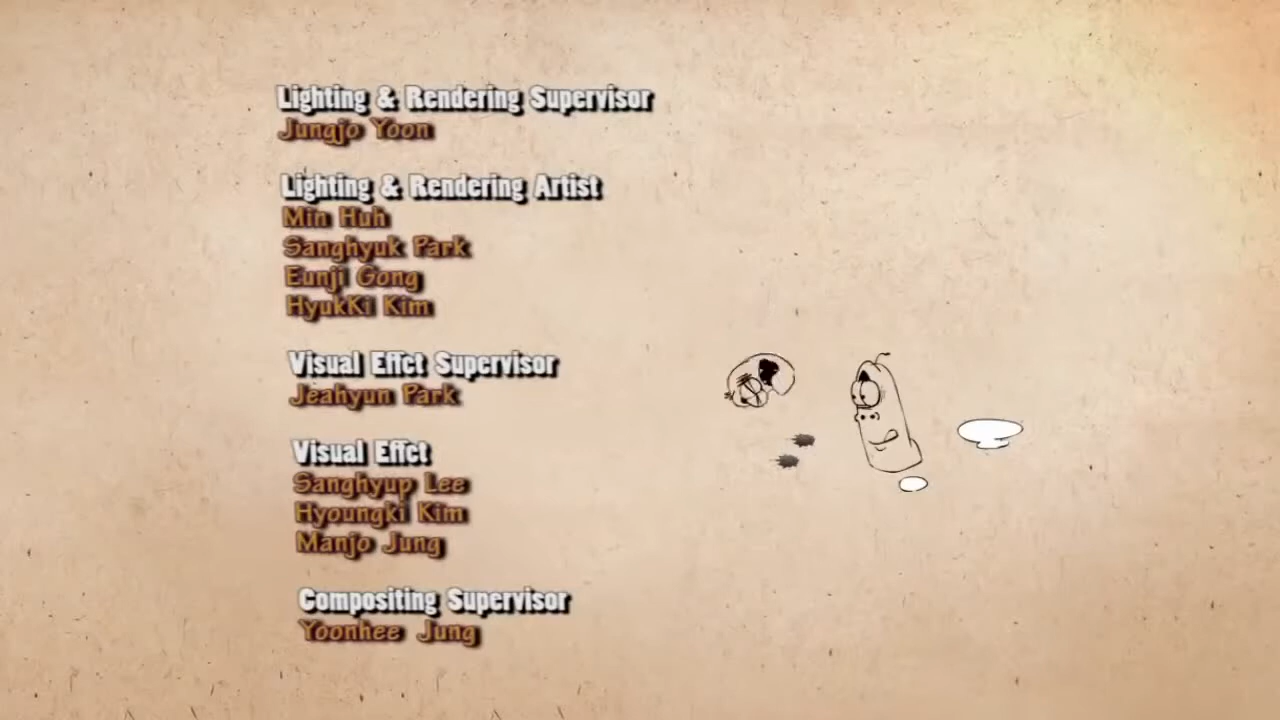 Lighting & Rendering Supervisor
Jungjo Yoon
Lighting & Rendering Artist
Min Huh
Sanghyuk Park
Eunji Gong
HyukKi Kim
Visual Effct Supervisor
Jeahyun Park
Visual Effct
Sanghyup Lee
Hyoungki Kim
Manjo Jung
Compositing Supervisor
Yoonhee Jung